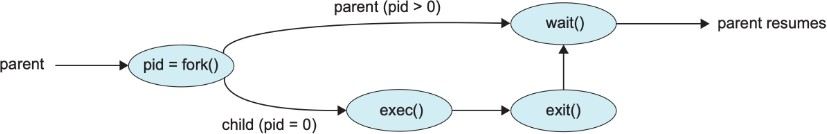 parent (pid > 0)
wait()
parent resumes
parent
pid = fork()
exec()
exit()
child (pid = 0)